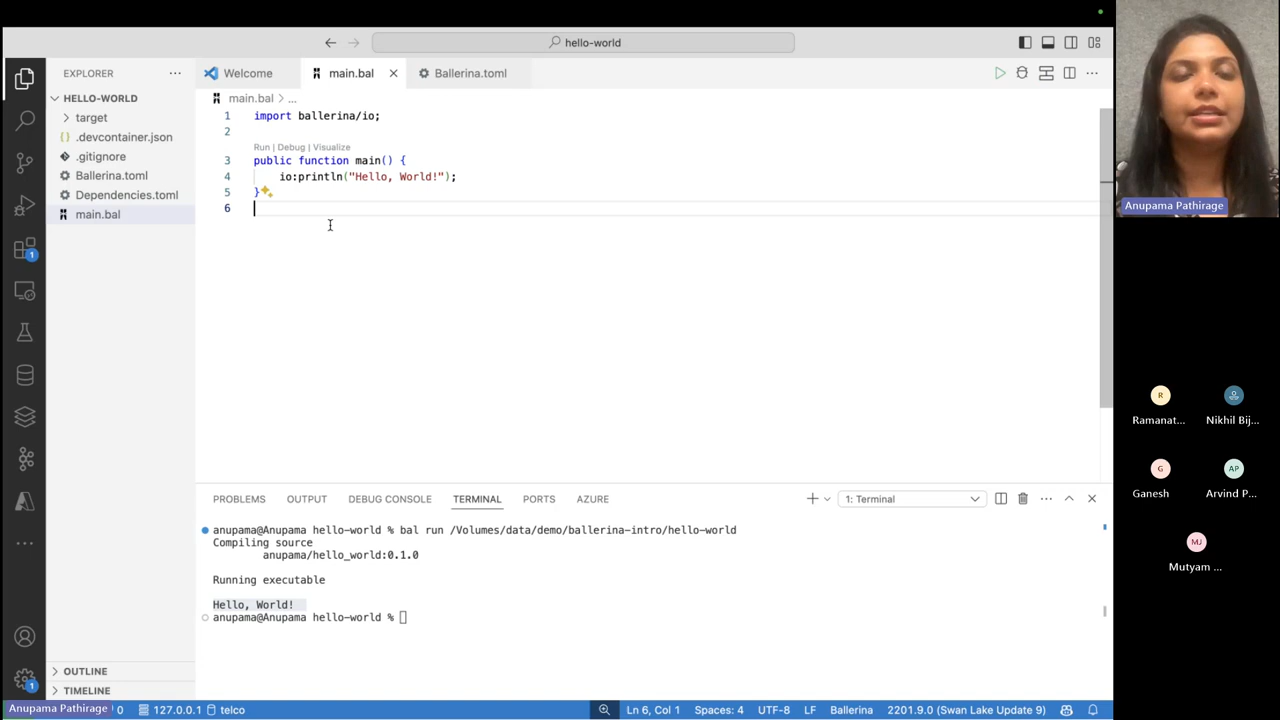 hello-world
EXPLORER
Welcome
main.bal
Ballerina.toml
HELLO-WORLD
target
.devcontainer.json
.gitignore
Ballerina.toml
Dependencies.toml
main.bal
main.bal > ...
1 import ballerina/io;
2
Run | Debug | Visualize
3 public function main() {
4 io:println("Hello, World!");
5 }
6
PROBLEMS OUTPUT DEBUG CONSOLE TERMINAL PORTS AZURE
1: Terminal
anupama@Anupama hello-world % bal run /Volumes/data/demo/ballerina-intro/hello-world
Compiling source
anupama/hello_world:0.1.0
Running executable
Hello, World!
anupama@Anupama hello-world %
1
1
OUTLINE
TIMELINE
Anupama Pathirage
0 127.0.0.1 telco
Ln 6, Col 1 Spaces: 4 UTF-8 LF Ballerina 2201.9.0 (Swan Lake Update 9)
Anupama Pathirage
R
Ramanat...
Nikhil Bij...
G
Ganesh
AP
Arvind P...
MJ
Mutyam ...